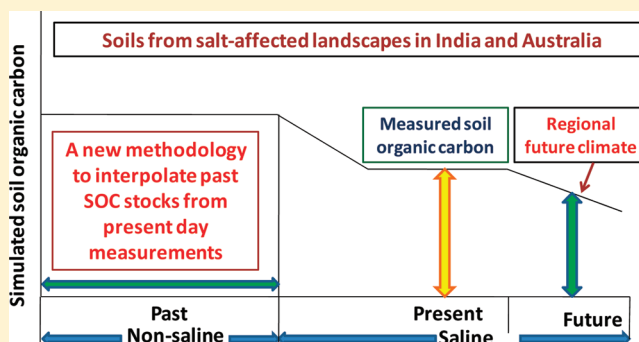 Soils from salt-affected landscapes in India and Australia
Simulated soil organic carbon
A new methodology
to interpolate past
SOC stocks from
present day
measurements
Measured soil
organic carbon
Regional
future climate
Past
Non-saline
Present
Saline
Future